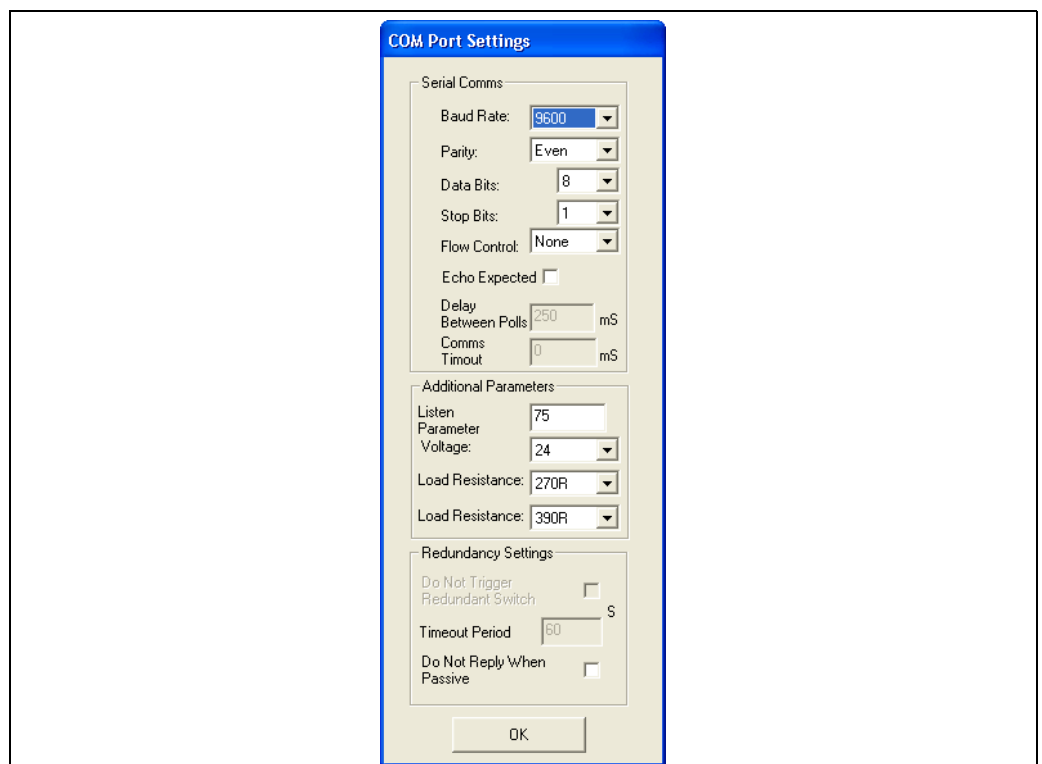 COM Port Settings
Serial Comms
Baud Rate: 9600
Parity: Even
Data Bits: 8
Stop Bits: 1
Flow Control: None
Echo Expected
Delay
Between Polls 250 mS
Comms
Timout 0 mS
Additional Parameters
Listen
Parameter 75
Voltage: 24
Load Resistance: 270R
Load Resistance: 390R
Redundancy Settings
Do Not Trigger
Redundant Switch
S
Timeout Period 60
Do Not Reply When
Passive
OK